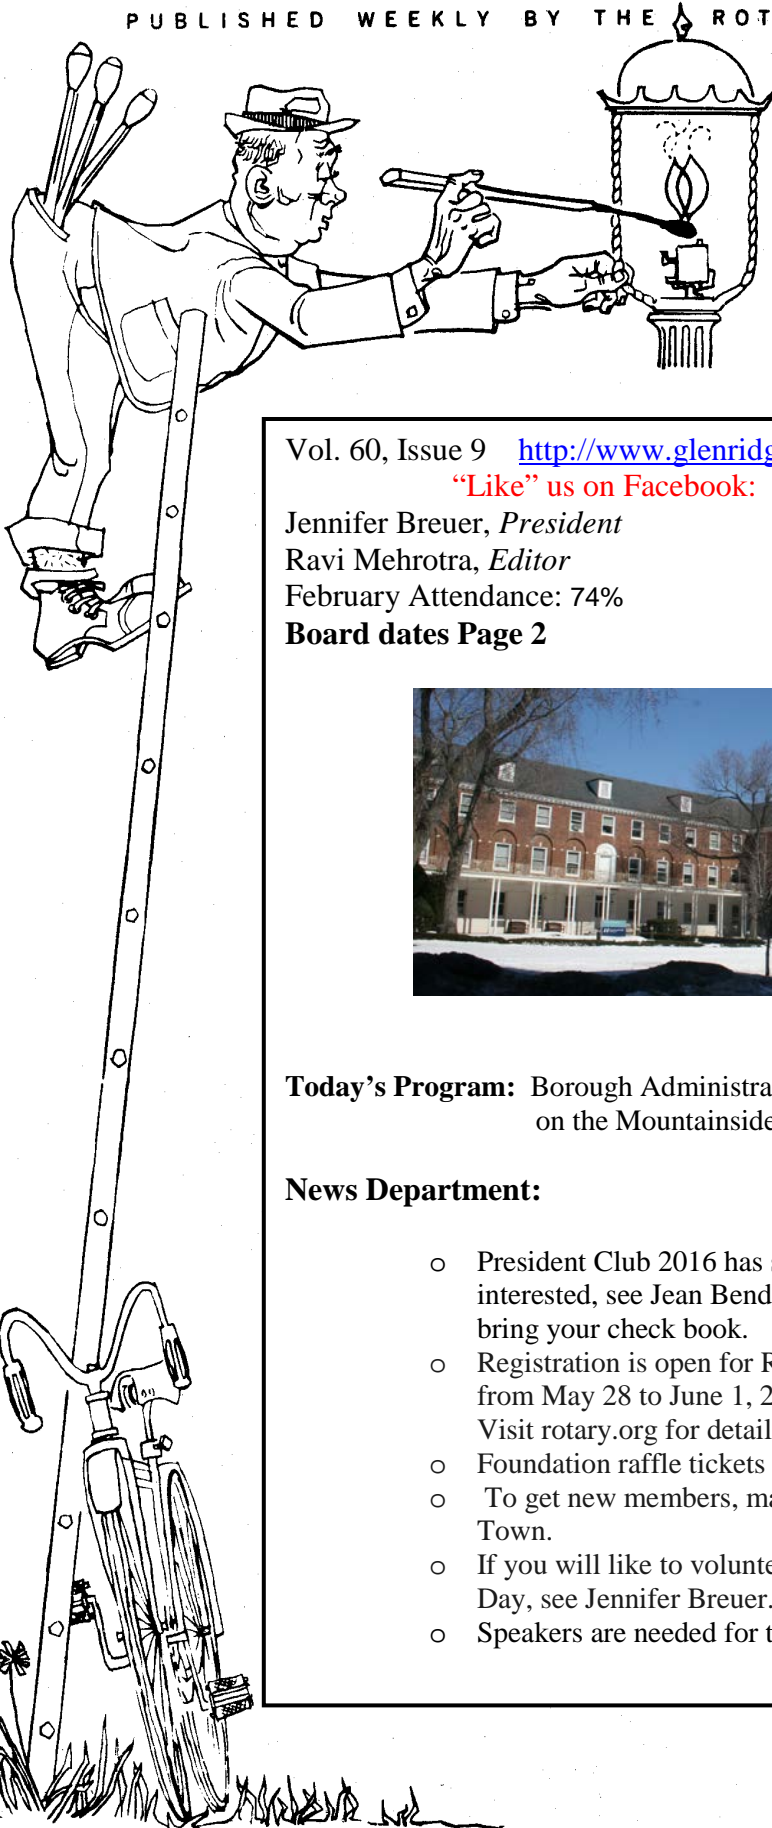 PUBLISHED WEEKLY BY THE ROT
Vol. 60, Issue 9 http://www.glenridg
“Like” us on Facebook:
Jennifer Breuer, President
Ravi Mehrotra, Editor
February Attendance: 74%
Board dates Page 2
Today’s Program: Borough Administra
on the Mountainside
News Department:
o President Club 2016 has s
interested, see Jean Bend
bring your check book.
o Registration is open for R
from May 28 to June 1, 2
Visit rotary.org for detail
o Foundation raffle tickets
o To get new members, ma
Town.
o If you will like to volunte
Day, see Jennifer Breuer.
o Speakers are needed for t